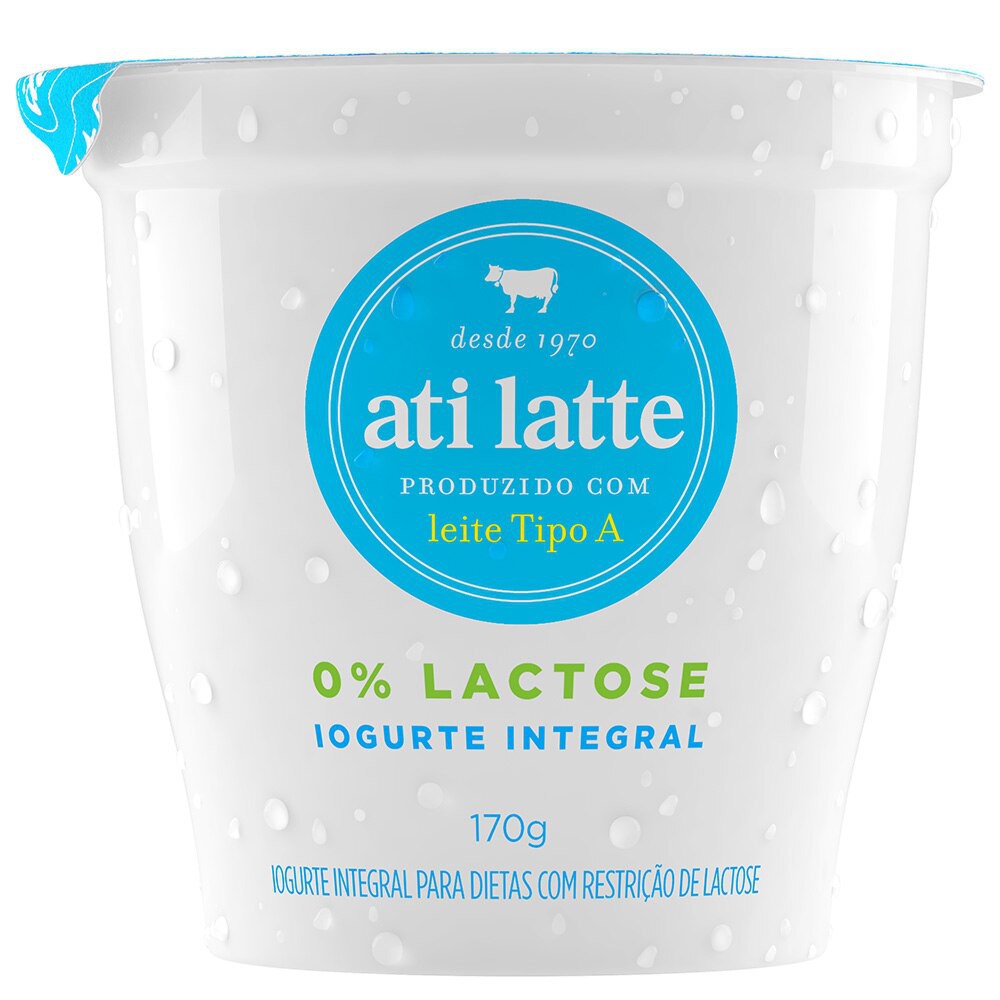 desde 1970
ati latte
PRODUZIDO COM
leite Tipo A
0% LACTOSE
IOGURTE INTEGRAL
170g
IOGURTE INTEGRAL PARA DIETAS COM RESTRIÇÃO DE LACTOSE